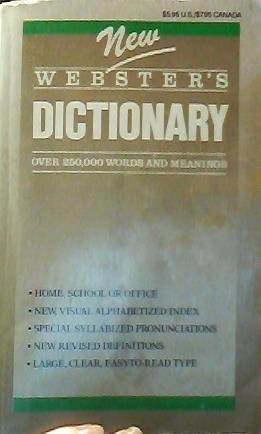 $5.95 U.S./$7.95 CANADA
New
WEBSTER'S
DICTIONARY
OVER 250,000 WORDS AND MEANINGS
• HOME, SCHOOL OR OFFICE
• NEW, VISUAL ALPHABETIZED INDEX
• SPECIAL SYLLABIZED PRONUNCIATIONS
• NEW REVISED DEFINITIONS
• LARGE, CLEAR, EASY-TO-READ TYPE